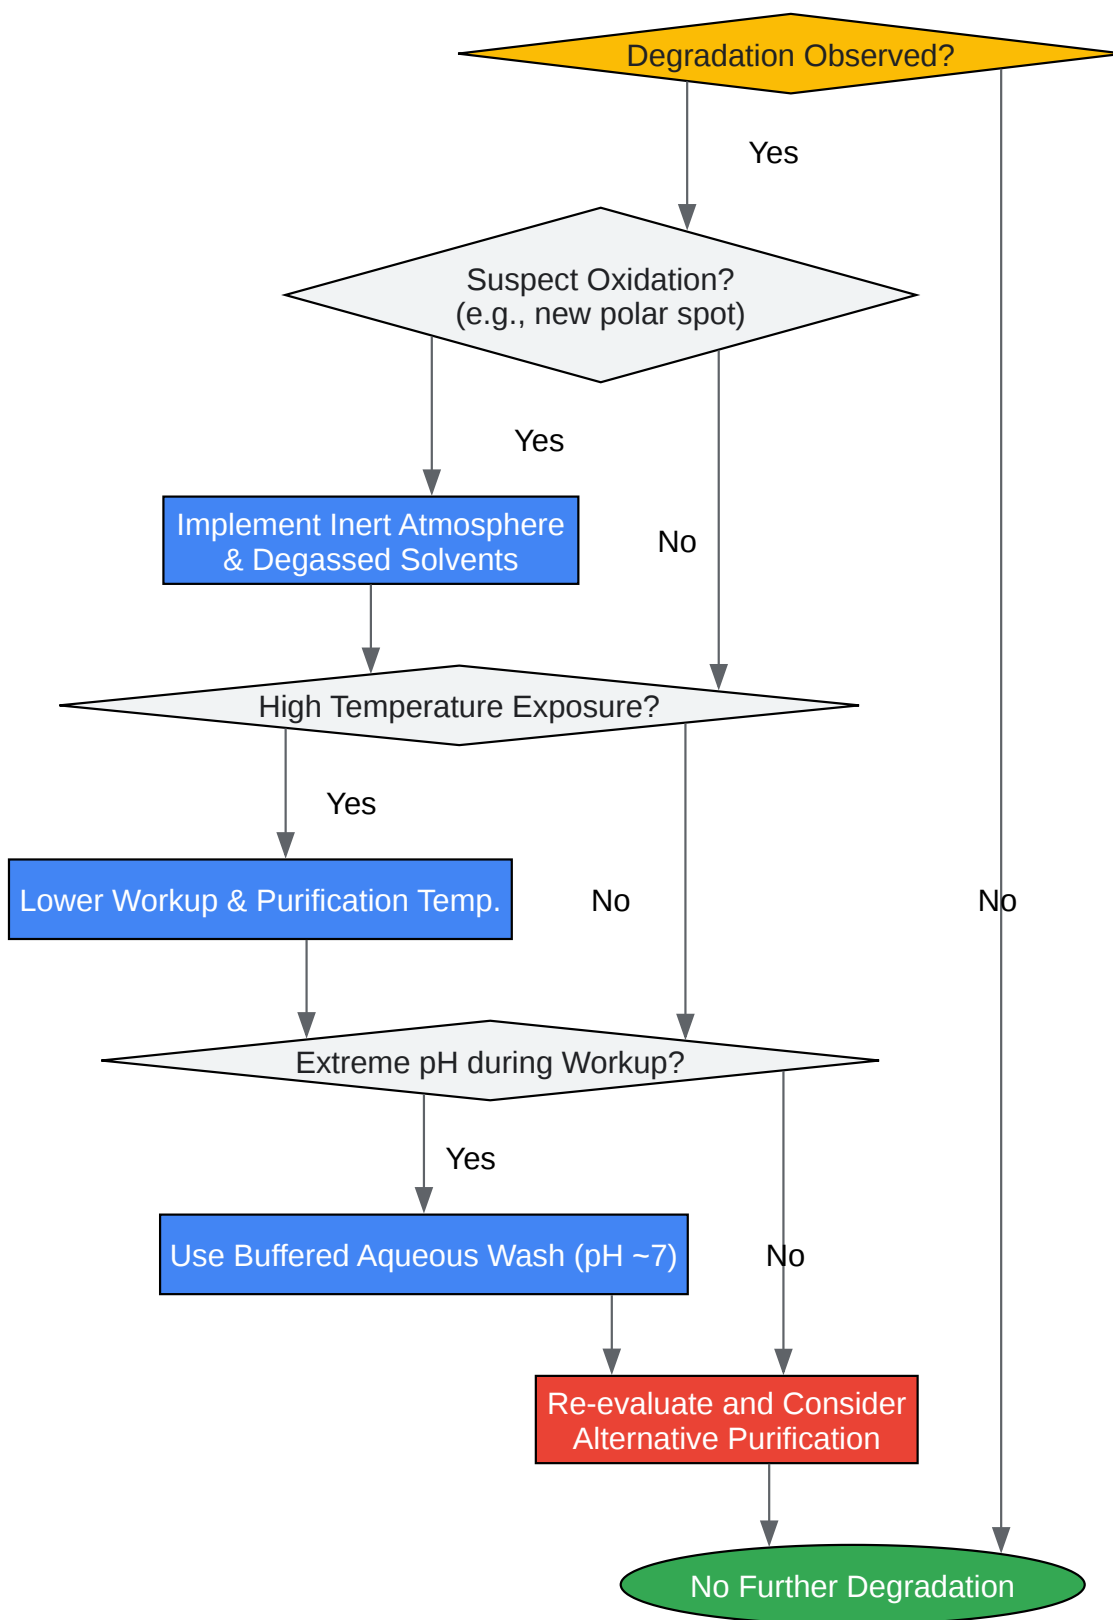 Degradation Observed?
Yes
Suspect Oxidation?
(e.g., new polar spot)
Yes
Implement Inert Atmosphere
& Degassed Solvents
No
High Temperature Exposure?
Yes
Lower Workup & Purification Temp.
No
No
Extreme pH during Workup?
Yes
Use Buffered Aqueous Wash (pH ~7)
No
Re-evaluate and Consider
Alternative Purification
No Further Degradation